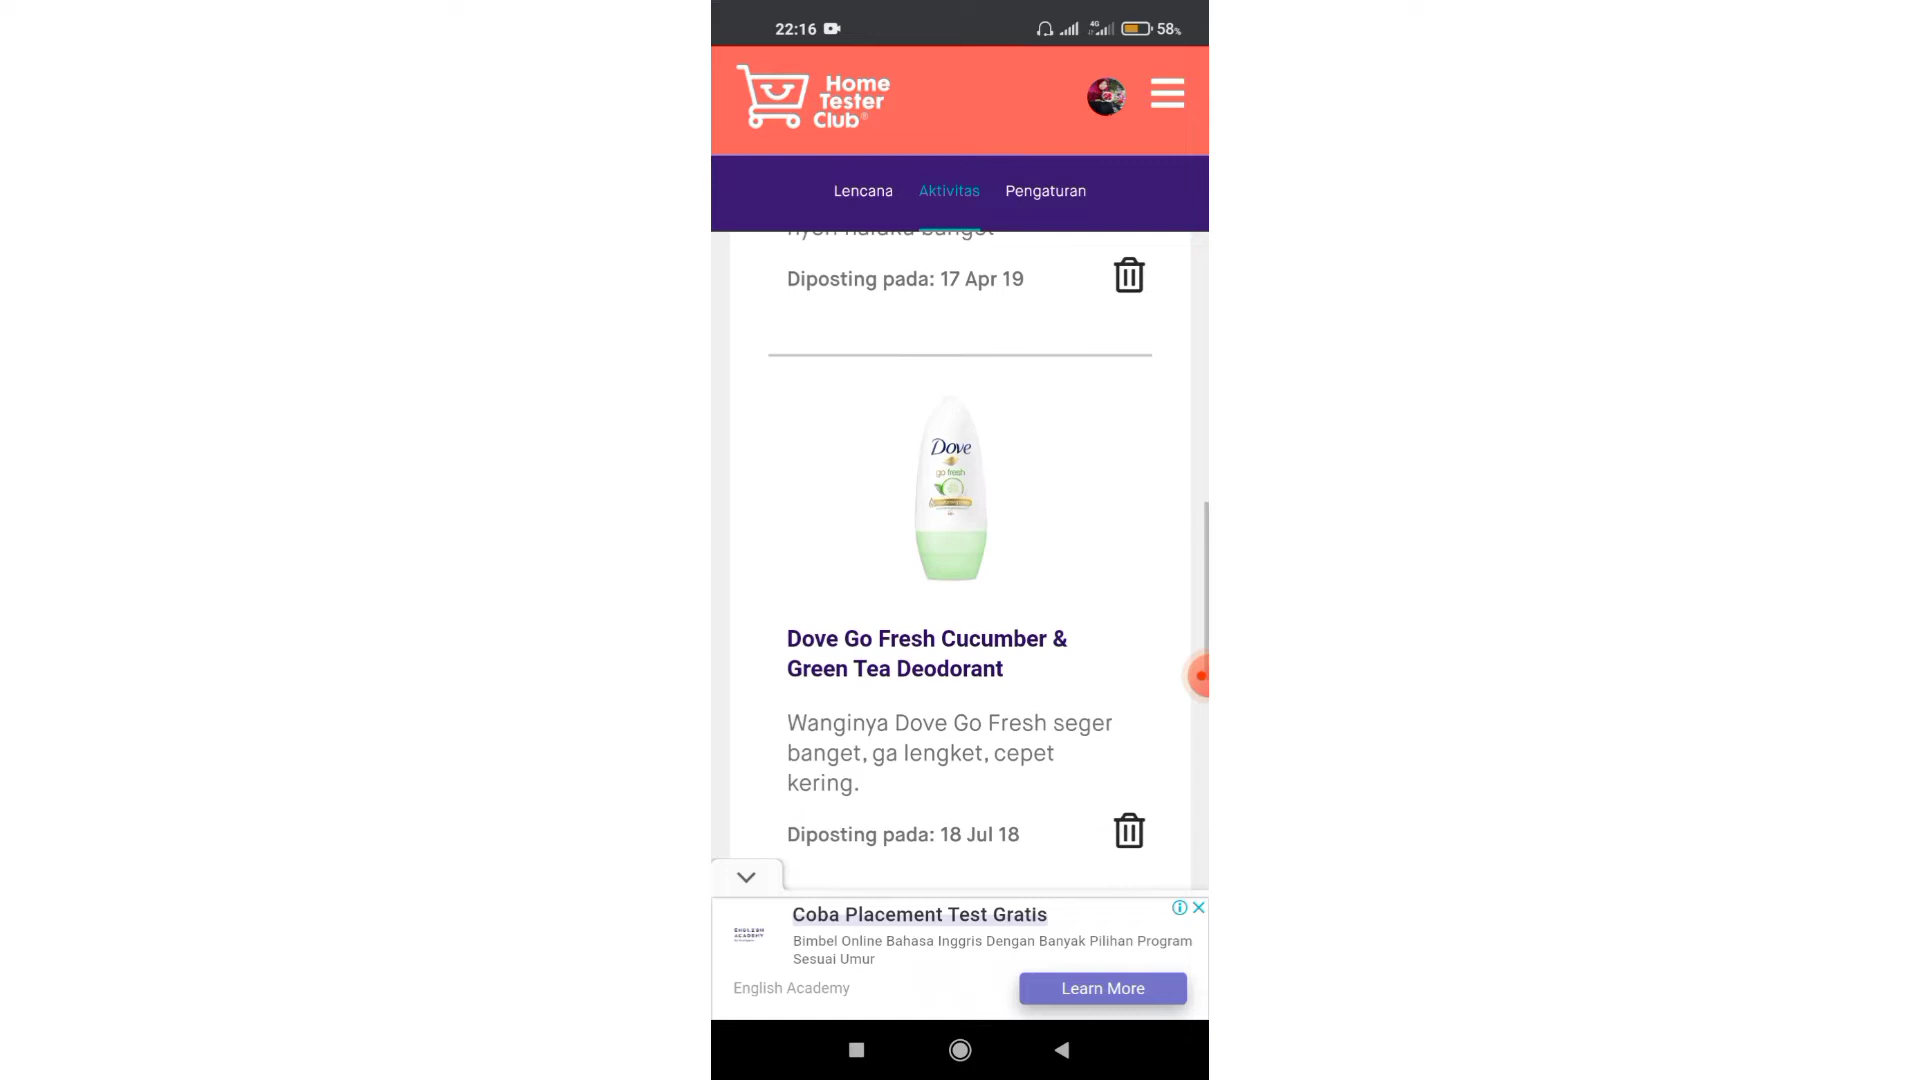 22:16
4G
58%
Home
Tester
Club®
Lencana Aktivitas Pengaturan
Diposting pada: 17 Apr 19
Dove
go fresh
Dove Go Fresh Cucumber &
Green Tea Deodorant
Wanginya Dove Go Fresh seger
banget, ga lengket, cepet
kering.
Diposting pada: 18 Jul 18
Coba Placement Test Gratis
ENGLISH
ACADEMY
Bimbel Online Bahasa Inggris Dengan Banyak Pilihan Program
Sesuai Umur
English Academy
Learn More